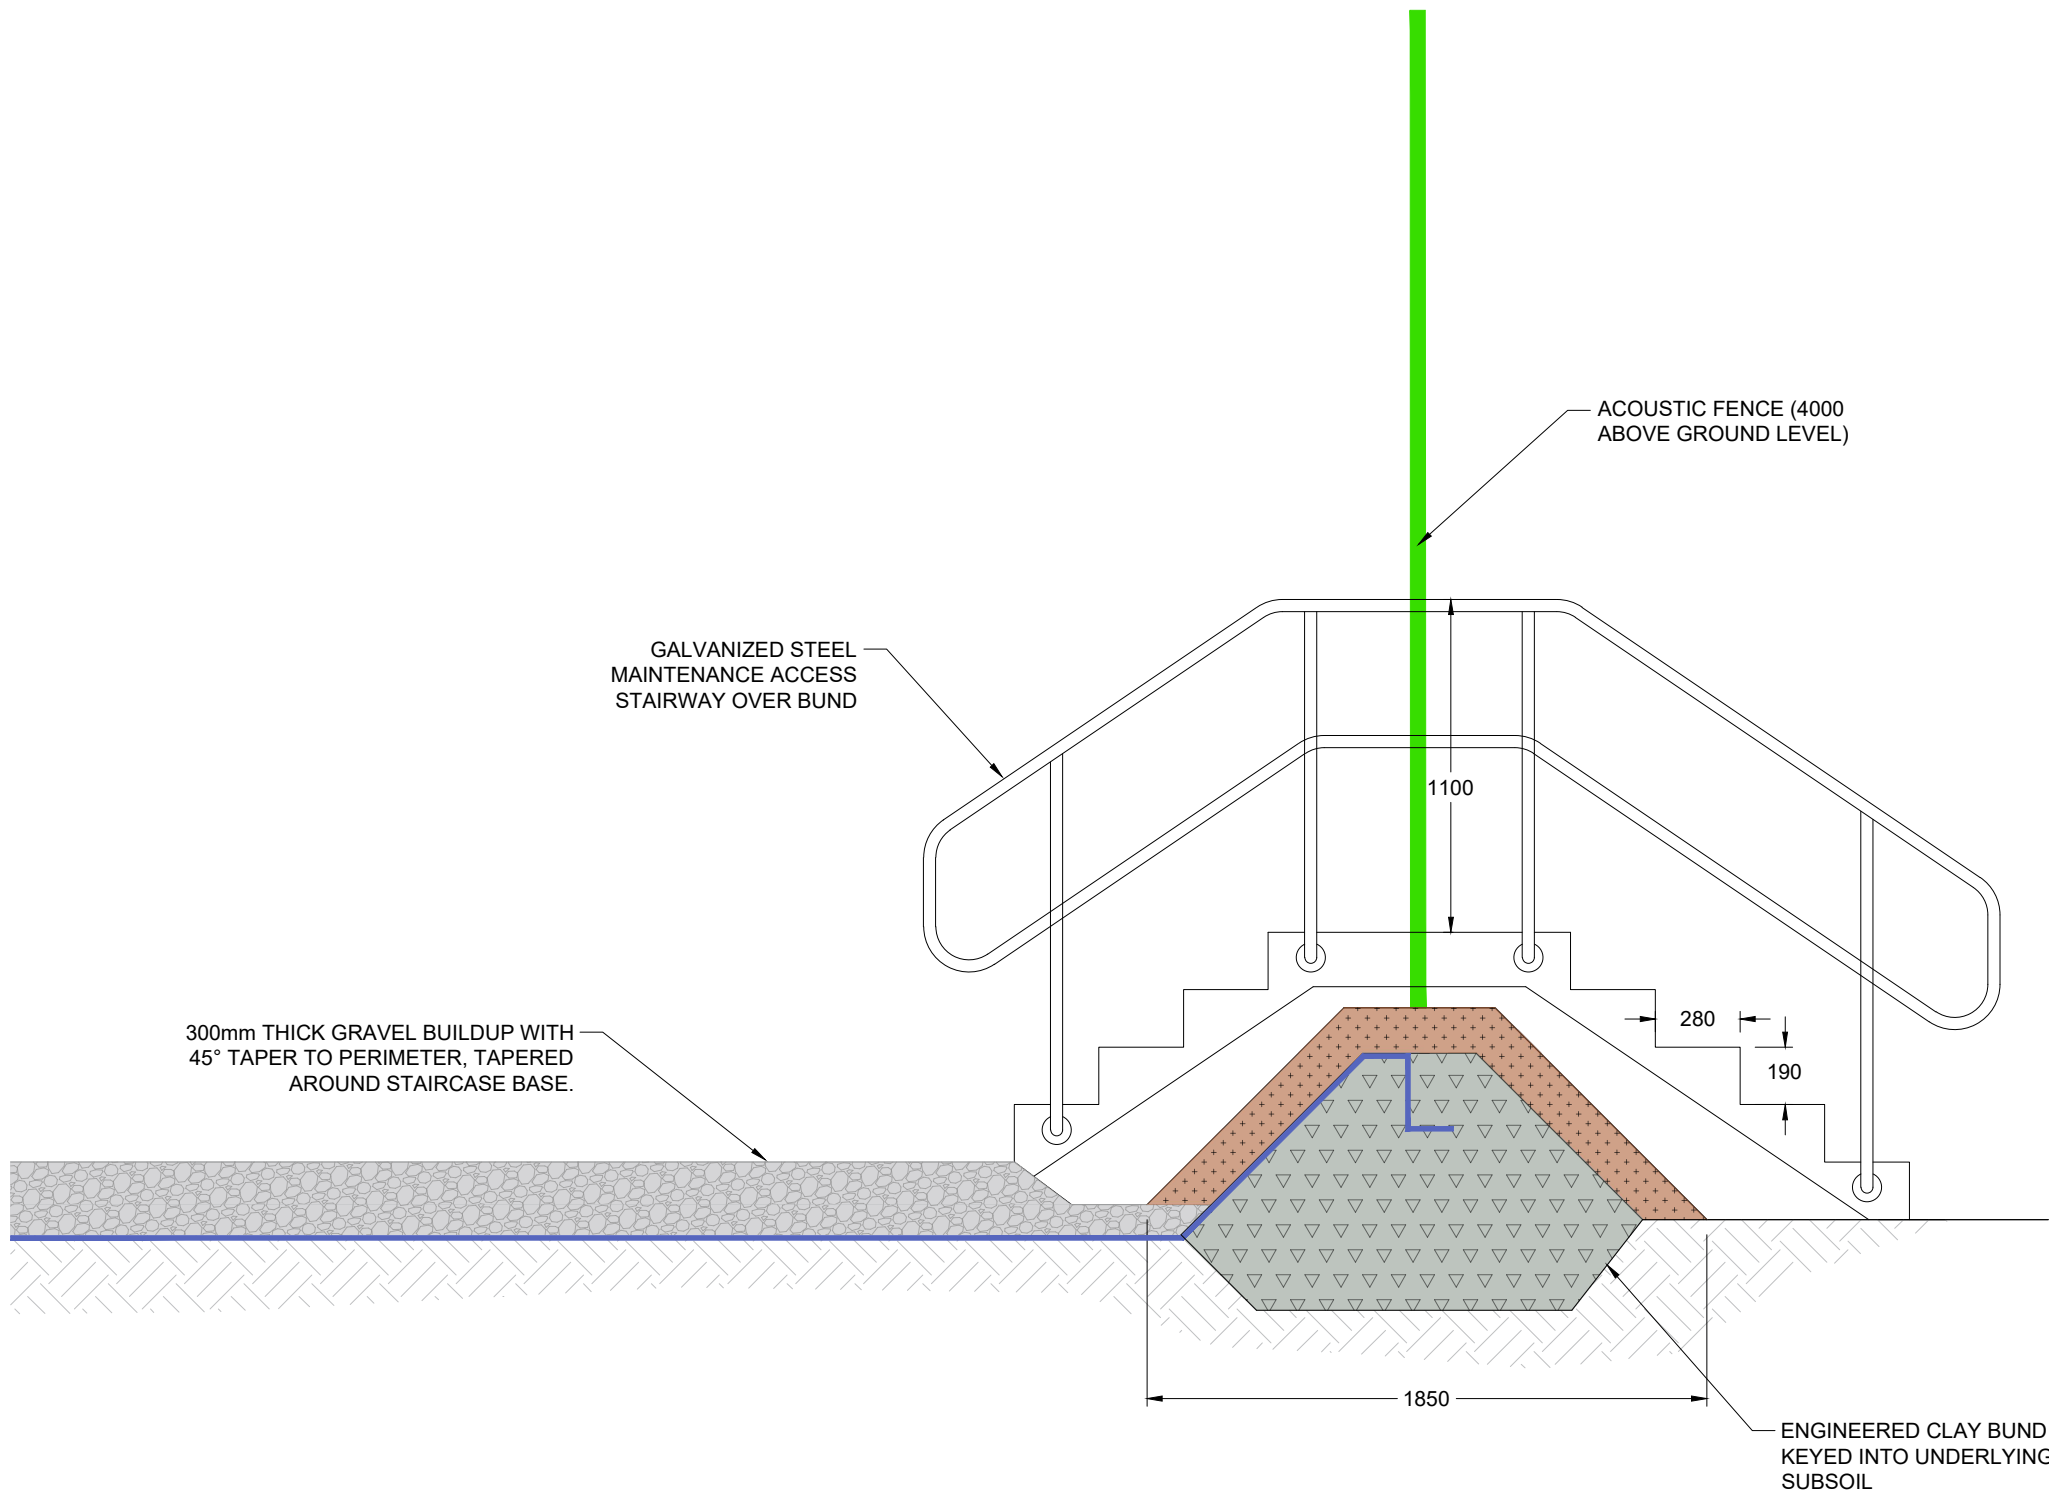 ACOUSTIC FENCE (4000
ABOVE GROUND LEVEL)
GALVANIZED STEEL
MAINTENANCE ACCESS
STAIRWAY OVER BUND
1100
300mm THICK GRAVEL BUILDUP WITH
45° TAPER TO PERIMETER, TAPERED
AROUND STAIRCASE BASE.
280
190
1850
ENGINEERED CLAY BUND
KEYED INTO UNDERLYING
SUBSOIL